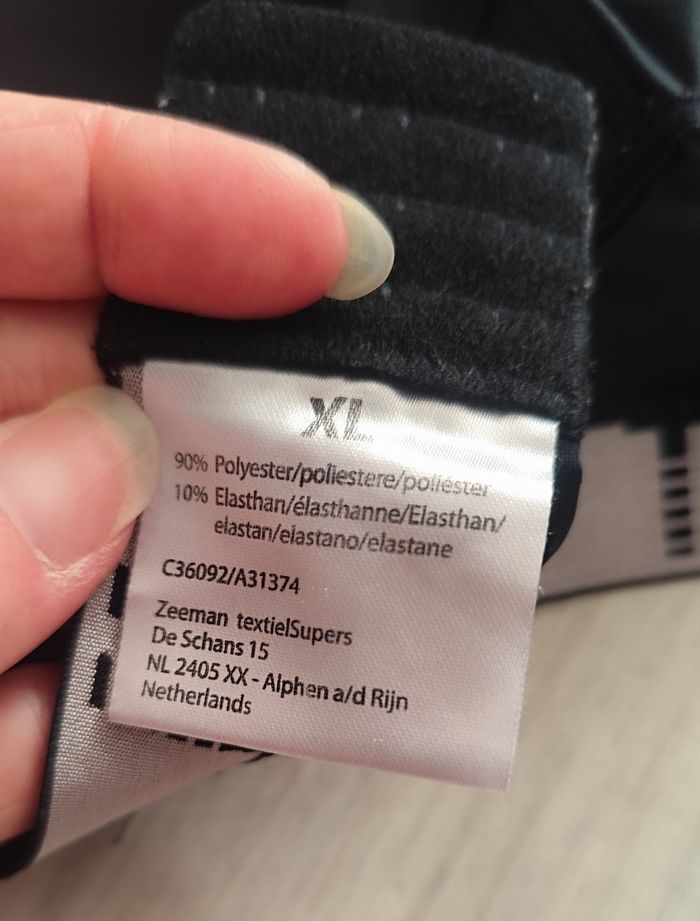 XL
90% Polyester/poliestere/poliéster
10% Elasthan/élasthanne/Elasthan/
elastan/elastano/elastane
C36092/A31374
Zeeman textielSupers
De Schans 15
NL 2405 XX - Alphen a/d Rijn
Netherlands